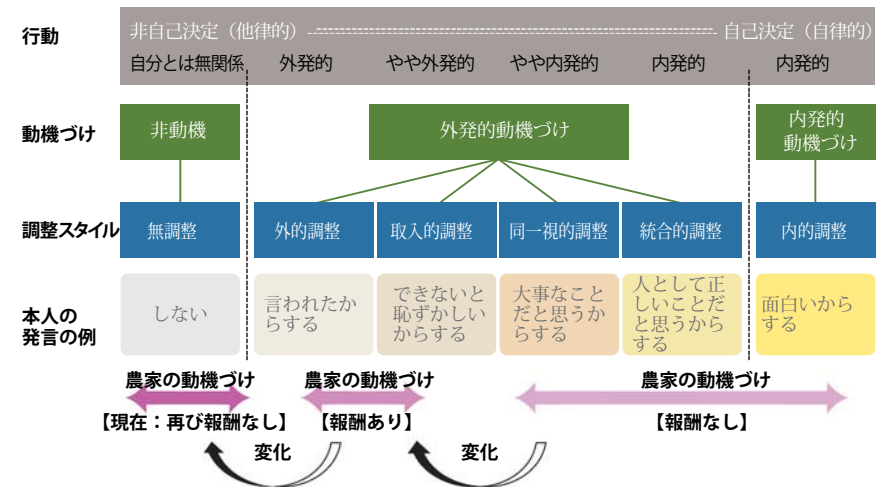 行動
非自己決定（他律的） 自己決定（自律的）
自分とは無関係 外発的 やや外発的 やや内発的 内発的 内発的
動機づけ
非動機
外発的動機づけ
内発的
動機づけ
調整スタイル
無調整 外的調整 取入的調整 同一視的調整 統合的調整 内的調整
本人の
発言の例
しない
言われたか
らする
できないと
恥ずかしい
からする
大事なこと
だと思うか
らする
人として正
しいことだ
と思うから
する
面白いから
する
農家の動機づけ 農家の動機づけ 農家の動機づけ
【現在：再び報酬なし】 【報酬あり】 【報酬なし】
変化 変化